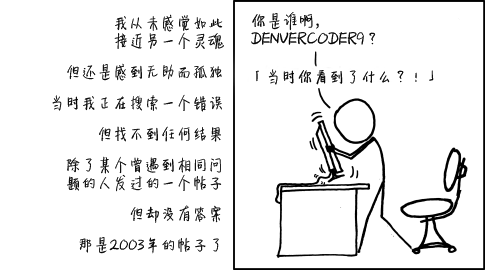 我从未感觉如此
接近另一个灵魂
但还是感到无助而孤独
当时我正在搜索一个错误
但找不到任何结果
除了某个曾遇到相同问
题的人发过的一个帖子
但却没有答案
那是2003年的帖子了
你是谁啊，
DENVERCODER9？
「当时你看到了什么？！」